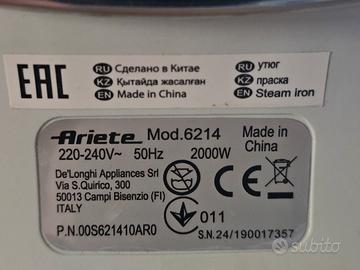 EAC
RU Сделано в Китае
KZ Қытайда жасалған
EN Made in China
RU утюг
KZ праска
EN Steam iron
Ariete Mod.6214
Made in China
220-240V~ 50Hz 2000W
De'Longhi Appliances Srl
Via S.Quirico, 300
50013 Campi Bisenzio (FI)
ITALY
011
P.N.00S621410AR0
S.N.24/190017357
subito